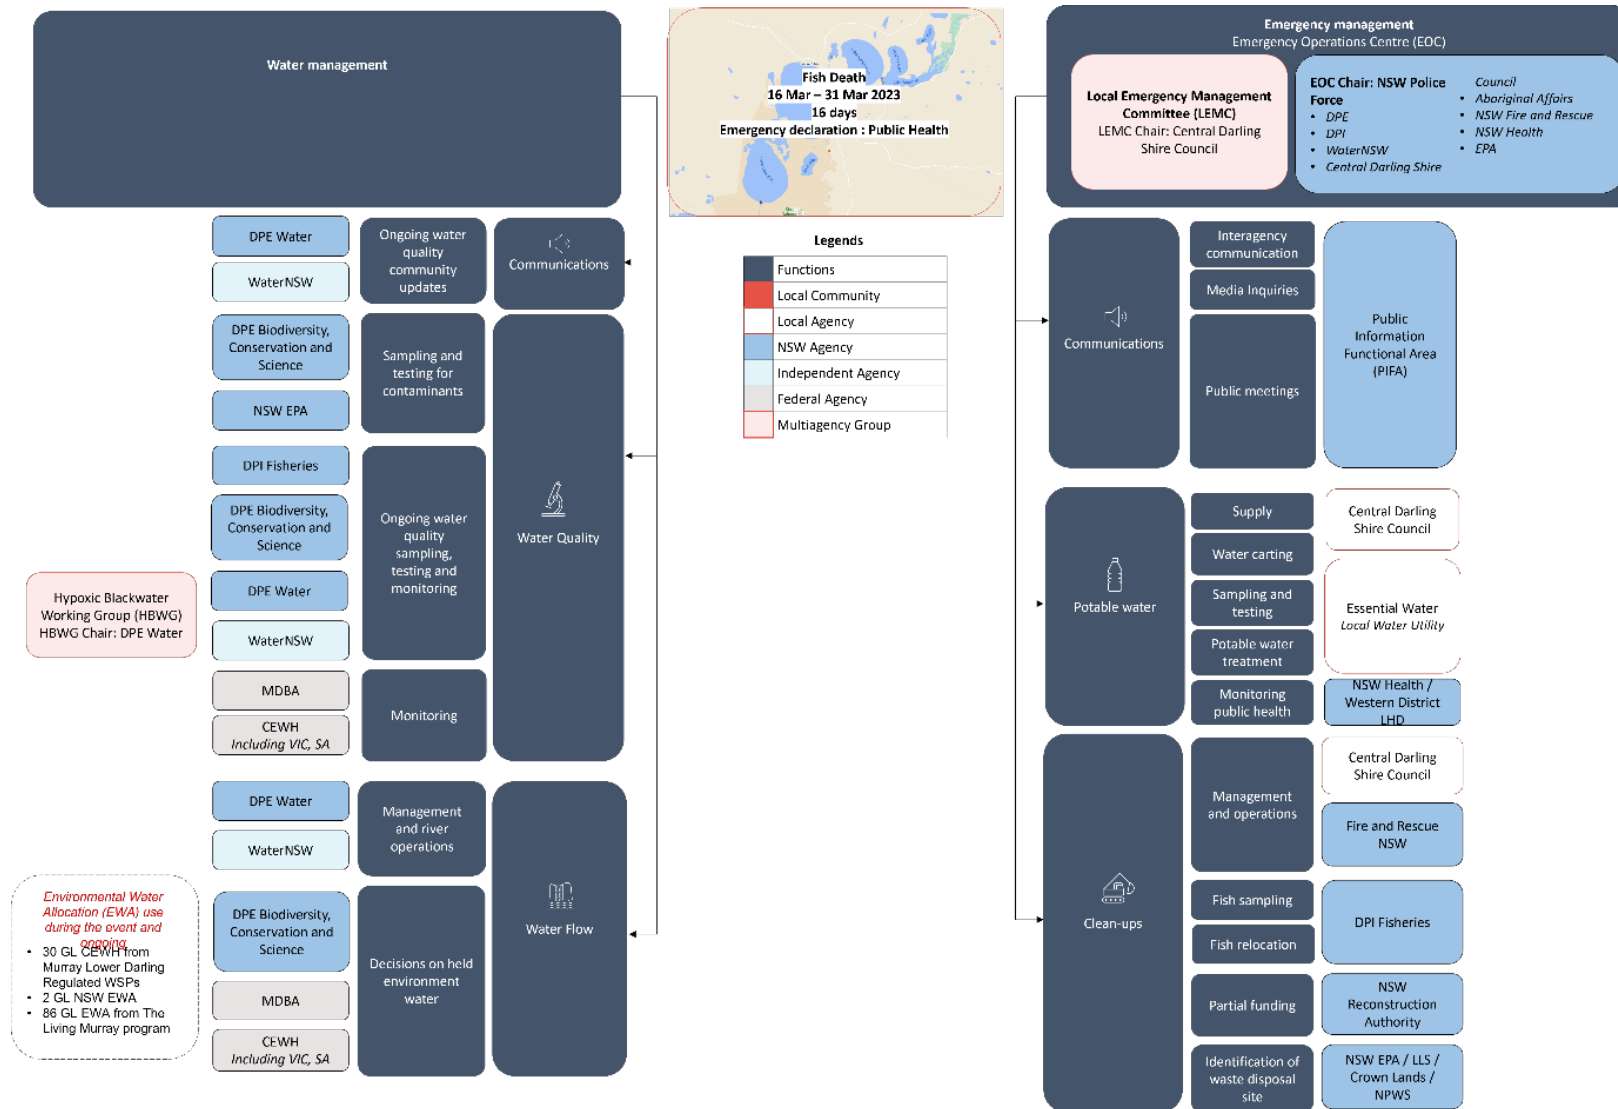 Water management
Fish Death
16 Mar – 31 Mar 2023
16 days
Emergency declaration : Public Health
Emergency management
Emergency Operations Centre (EOC)
Local Emergency Management
Committee (LEMC)
LEMC Chair: Central Darling
Shire Council
EOC Chair: NSW Police
Force
• DPE
• DPI
• WaterNSW
• Central Darling Shire
Council
• Aboriginal Affairs
• NSW Fire and Rescue
• NSW Health
• EPA
Legends
Functions
Local Community
Local Agency
NSW Agency
Independent Agency
Federal Agency
Multiagency Group
DPE Water
WaterNSW
Ongoing water
quality
community
updates
Communications
DPE Biodiversity,
Conservation and
Science
NSW EPA
Sampling and
testing for
contaminants
DPI Fisheries
DPE Biodiversity,
Conservation and
Science
DPE Water
WaterNSW
Ongoing water
quality
sampling,
testing and
monitoring
Water Quality
Hypoxic Blackwater
Working Group (HBWG)
HBWG Chair: DPE Water
MDBA
CEWH
Including VIC, SA
Monitoring
DPE Water
WaterNSW
Management
and river
operations
Water Flow
Environmental Water
Allocation (EWA) use
during the event and
ongoing
• 30 GL CEWH from
Murray Lower Darling
Regulated WSPs
• 2 GL NSW EWA
• 86 GL EWA from The
Living Murray program
DPE Biodiversity,
Conservation and
Science
MDBA
CEWH
Including VIC, SA
Decisions on held
environment
water
Communications
Interagency
communication
Media Inquiries
Public meetings
Public
Information
Functional Area
(PIFA)
Potable water
Supply
Water carting
Sampling and
testing
Potable water
treatment
Monitoring
public health
Central Darling
Shire Council
Essential Water
Local Water Utility
NSW Health /
Western District
LHD
Clean-ups
Management
and operations
Fish sampling
Fish relocation
Partial funding
Identification of
waste disposal
site
Central Darling
Shire Council
Fire and Rescue
NSW
DPI Fisheries
NSW
Reconstruction
Authority
NSW EPA / LLS /
Crown Lands /
NPWS